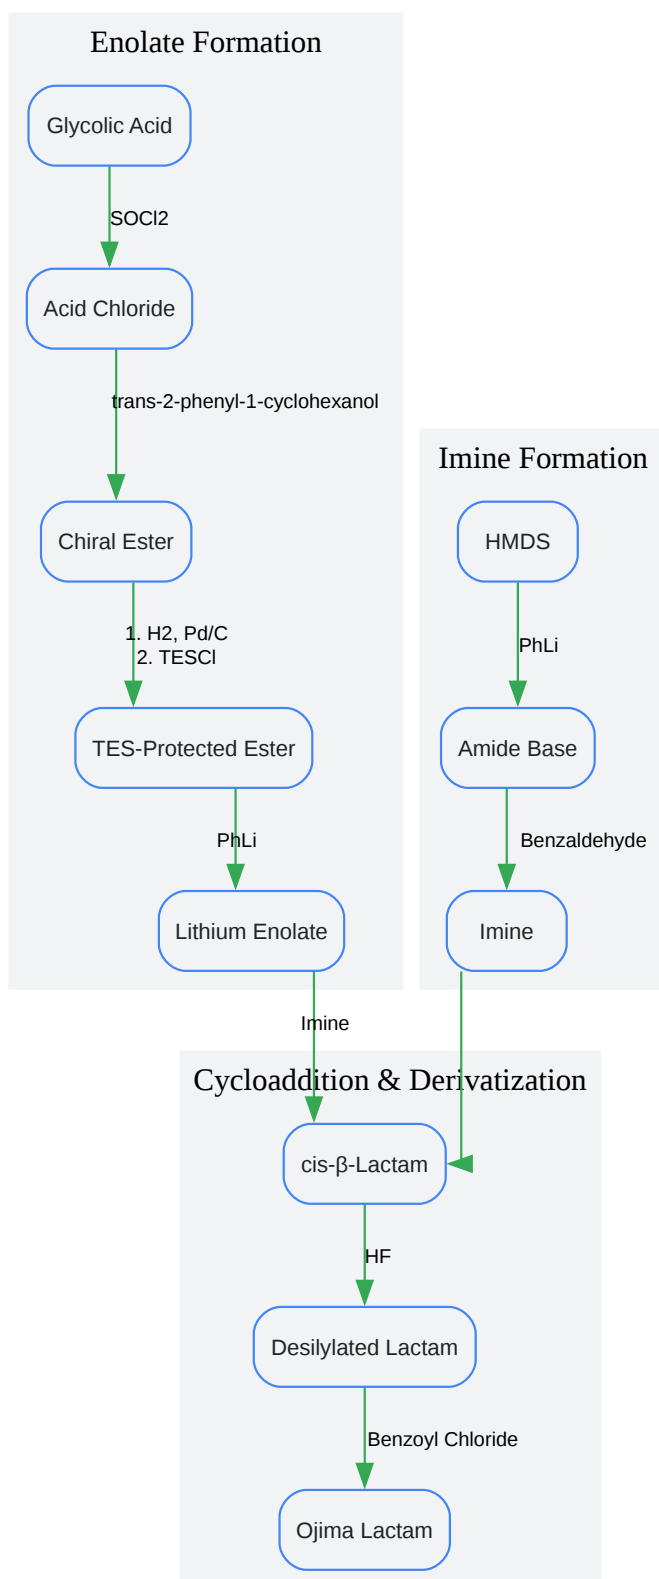 Enolate Formation
Glycolic Acid
SOCl2
Acid Chloride
trans-2-phenyl-1-cyclohexanol
Chiral Ester
1. H2, Pd/C
2. TESCl
TES-Protected Ester
PhLi
Lithium Enolate
Imine
Imine Formation
HMDS
PhLi
Amide Base
Benzaldehyde
Imine
Cycloaddition & Derivatization
cis-β-Lactam
HF
Desilylated Lactam
Benzoyl Chloride
Ojima Lactam